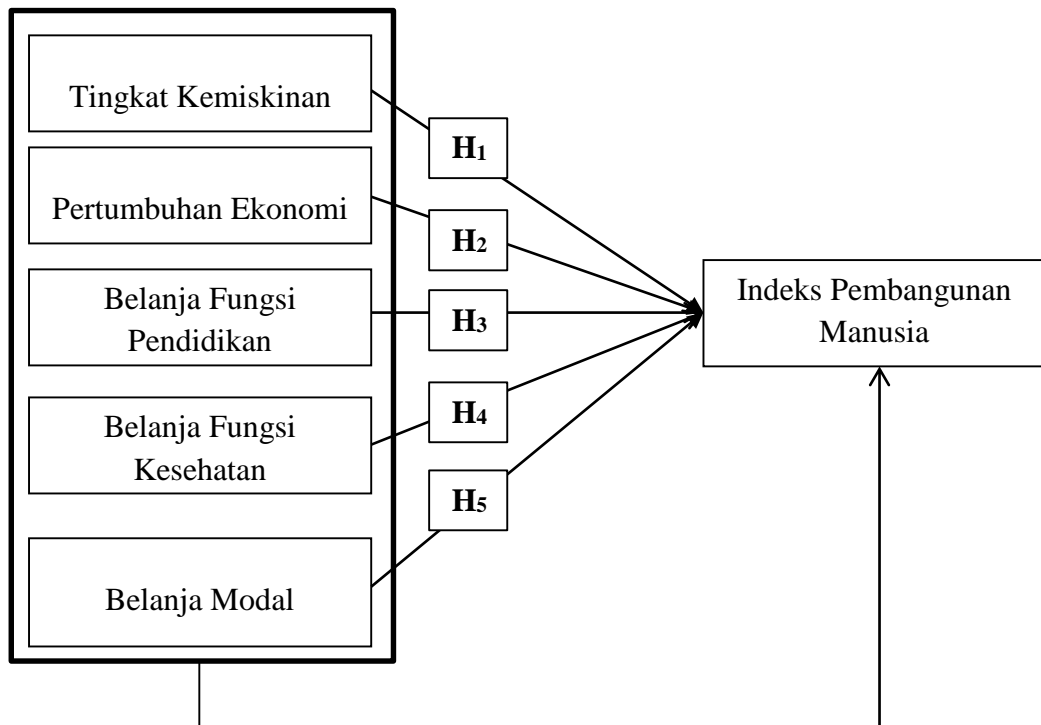 Tingkat Kemiskinan
H1
Pertumbuhan Ekonomi
H2
Belanja Fungsi
Pendidikan
H3
Indeks Pembangunan
Manusia
Belanja Fungsi
Kesehatan
H4
H5
Belanja Modal